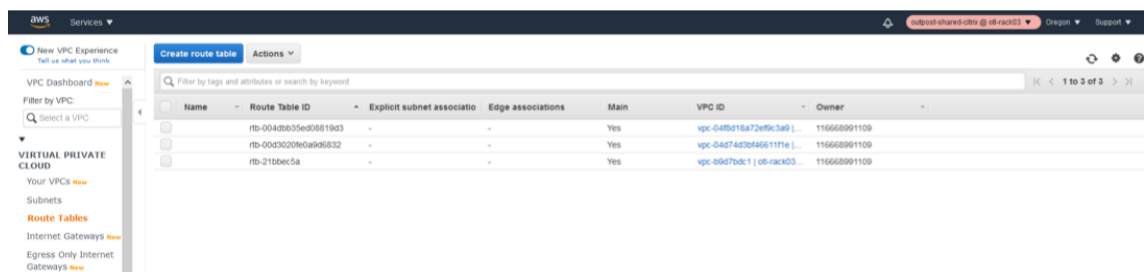 aws Services ▾ outpost-shared-citrix @ otl-rack03 ▾ Oregon ▾ Support ▾
New VPC Experience
Tell us what you think
Create route table Actions
VPC Dashboard New
Filter by tags and attributes or search by keyword
1 to 3 of 3
Filter by VPC:
Select a VPC
Name Route Table ID Explicit subnet associatio Edge associations Main VPC ID Owner
rtb-004dbb35ed08819d3 - - Yes vpc-04f8d18a72ef9c3a9 |... 116668991109
rtb-00d3020fe0a9d6832 - - Yes vpc-04d74d3bf46611f1e |... 116668991109
rtb-21bbec5a - - Yes vpc-b9d7bdc1 | otl-rack03... 116668991109
VIRTUAL PRIVATE
CLOUD
Your VPCs New
Subnets
Route Tables
Internet Gateways New
Egress Only Internet
Gateways New